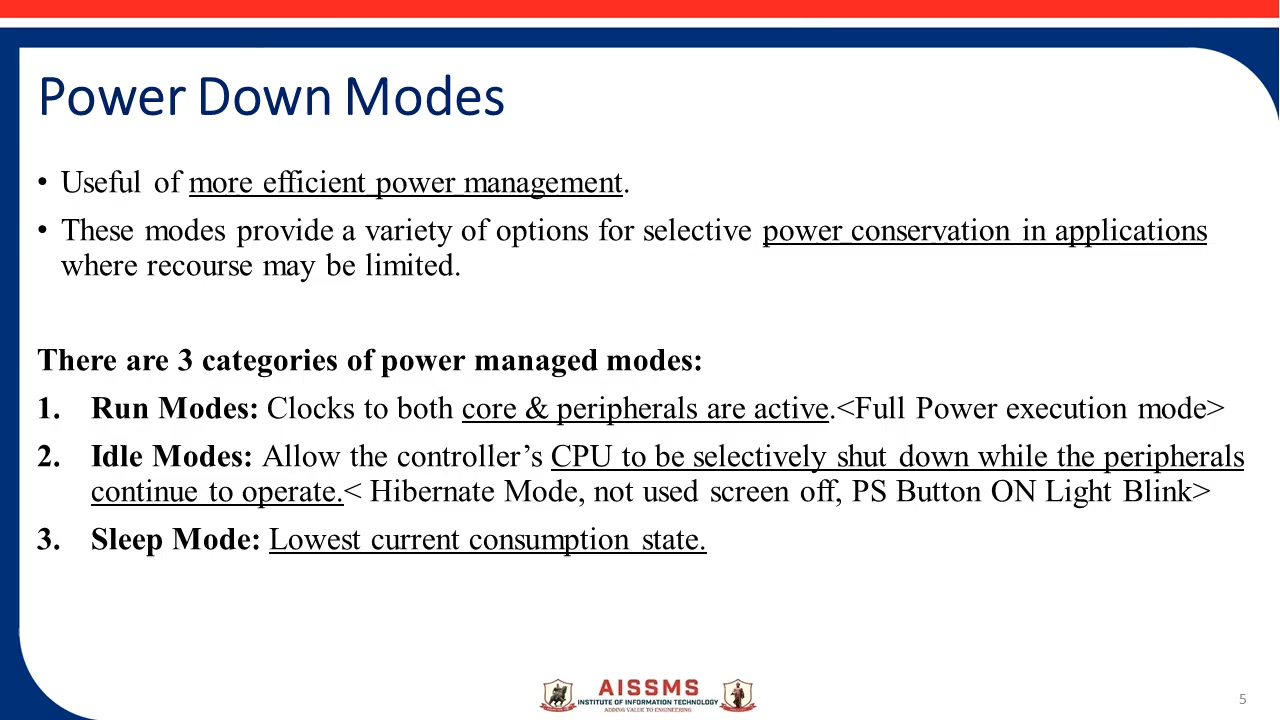 Power Down Modes
• Useful of more efficient power management.
• These modes provide a variety of options for selective power conservation in applications
where recourse may be limited.
There are 3 categories of power managed modes:
1. Run Modes: Clocks to both core & peripherals are active.<Full Power execution mode>
2. Idle Modes: Allow the controller’s CPU to be selectively shut down while the peripherals
continue to operate.< Hibernate Mode, not used screen off, PS Button ON Light Blink>
3. Sleep Mode: Lowest current consumption state.
AISSMS
INSTITUTE OF INFORMATION TECHNOLOGY
ADDING VALUE TO ENGINEERING
5